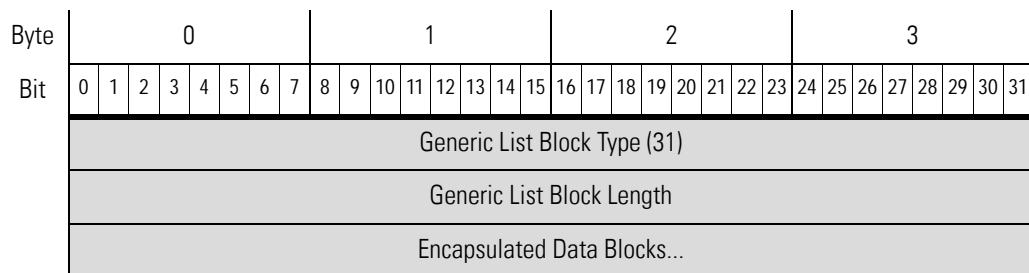 Byte 0 1 2 3
Bit 0 1 2 3 4 5 6 7 8 9 10 11 12 13 14 15 16 17 18 19 20 21 22 23 24 25 26 27 28 29 30 31
Generic List Block Type (31)
Generic List Block Length
Encapsulated Data Blocks...